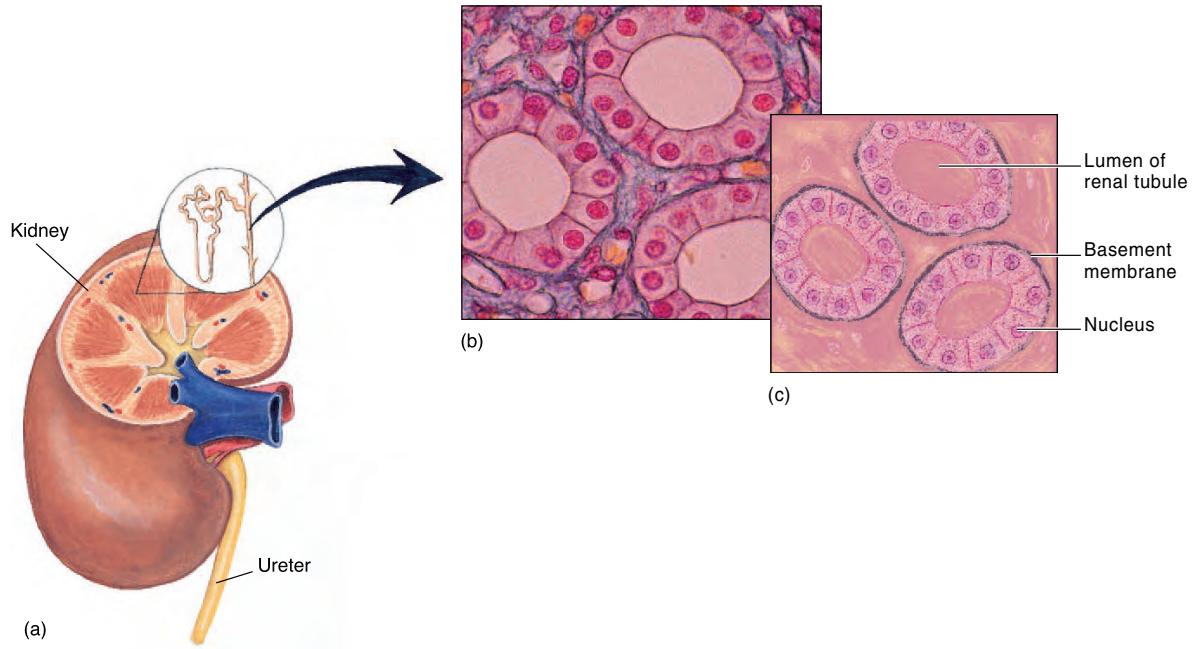 Kidney
Ureter
(a)
(b)
(c)
Lumen of
renal tubule
Basement
membrane
Nucleus